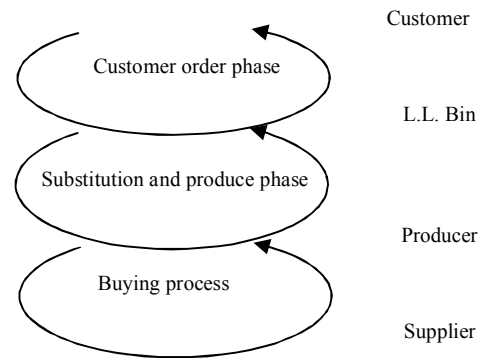 Customer
Customer order phase
L.L. Bin
Substitution and produce phase
Producer
Buying process
Supplier